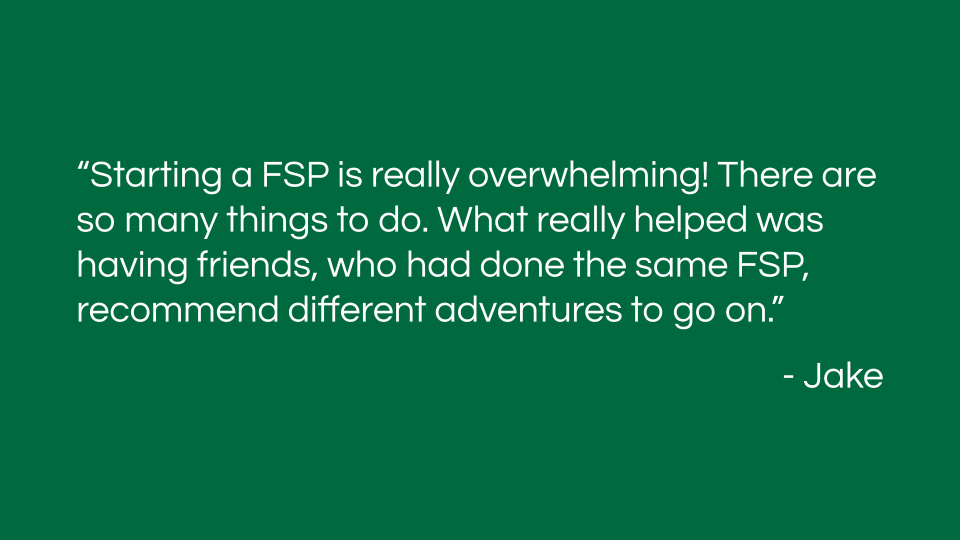 “Starting a FSP is really overwhelming! There are
so many things to do. What really helped was
having friends, who had done the same FSP,
recommend different adventures to go on.”
- Jake